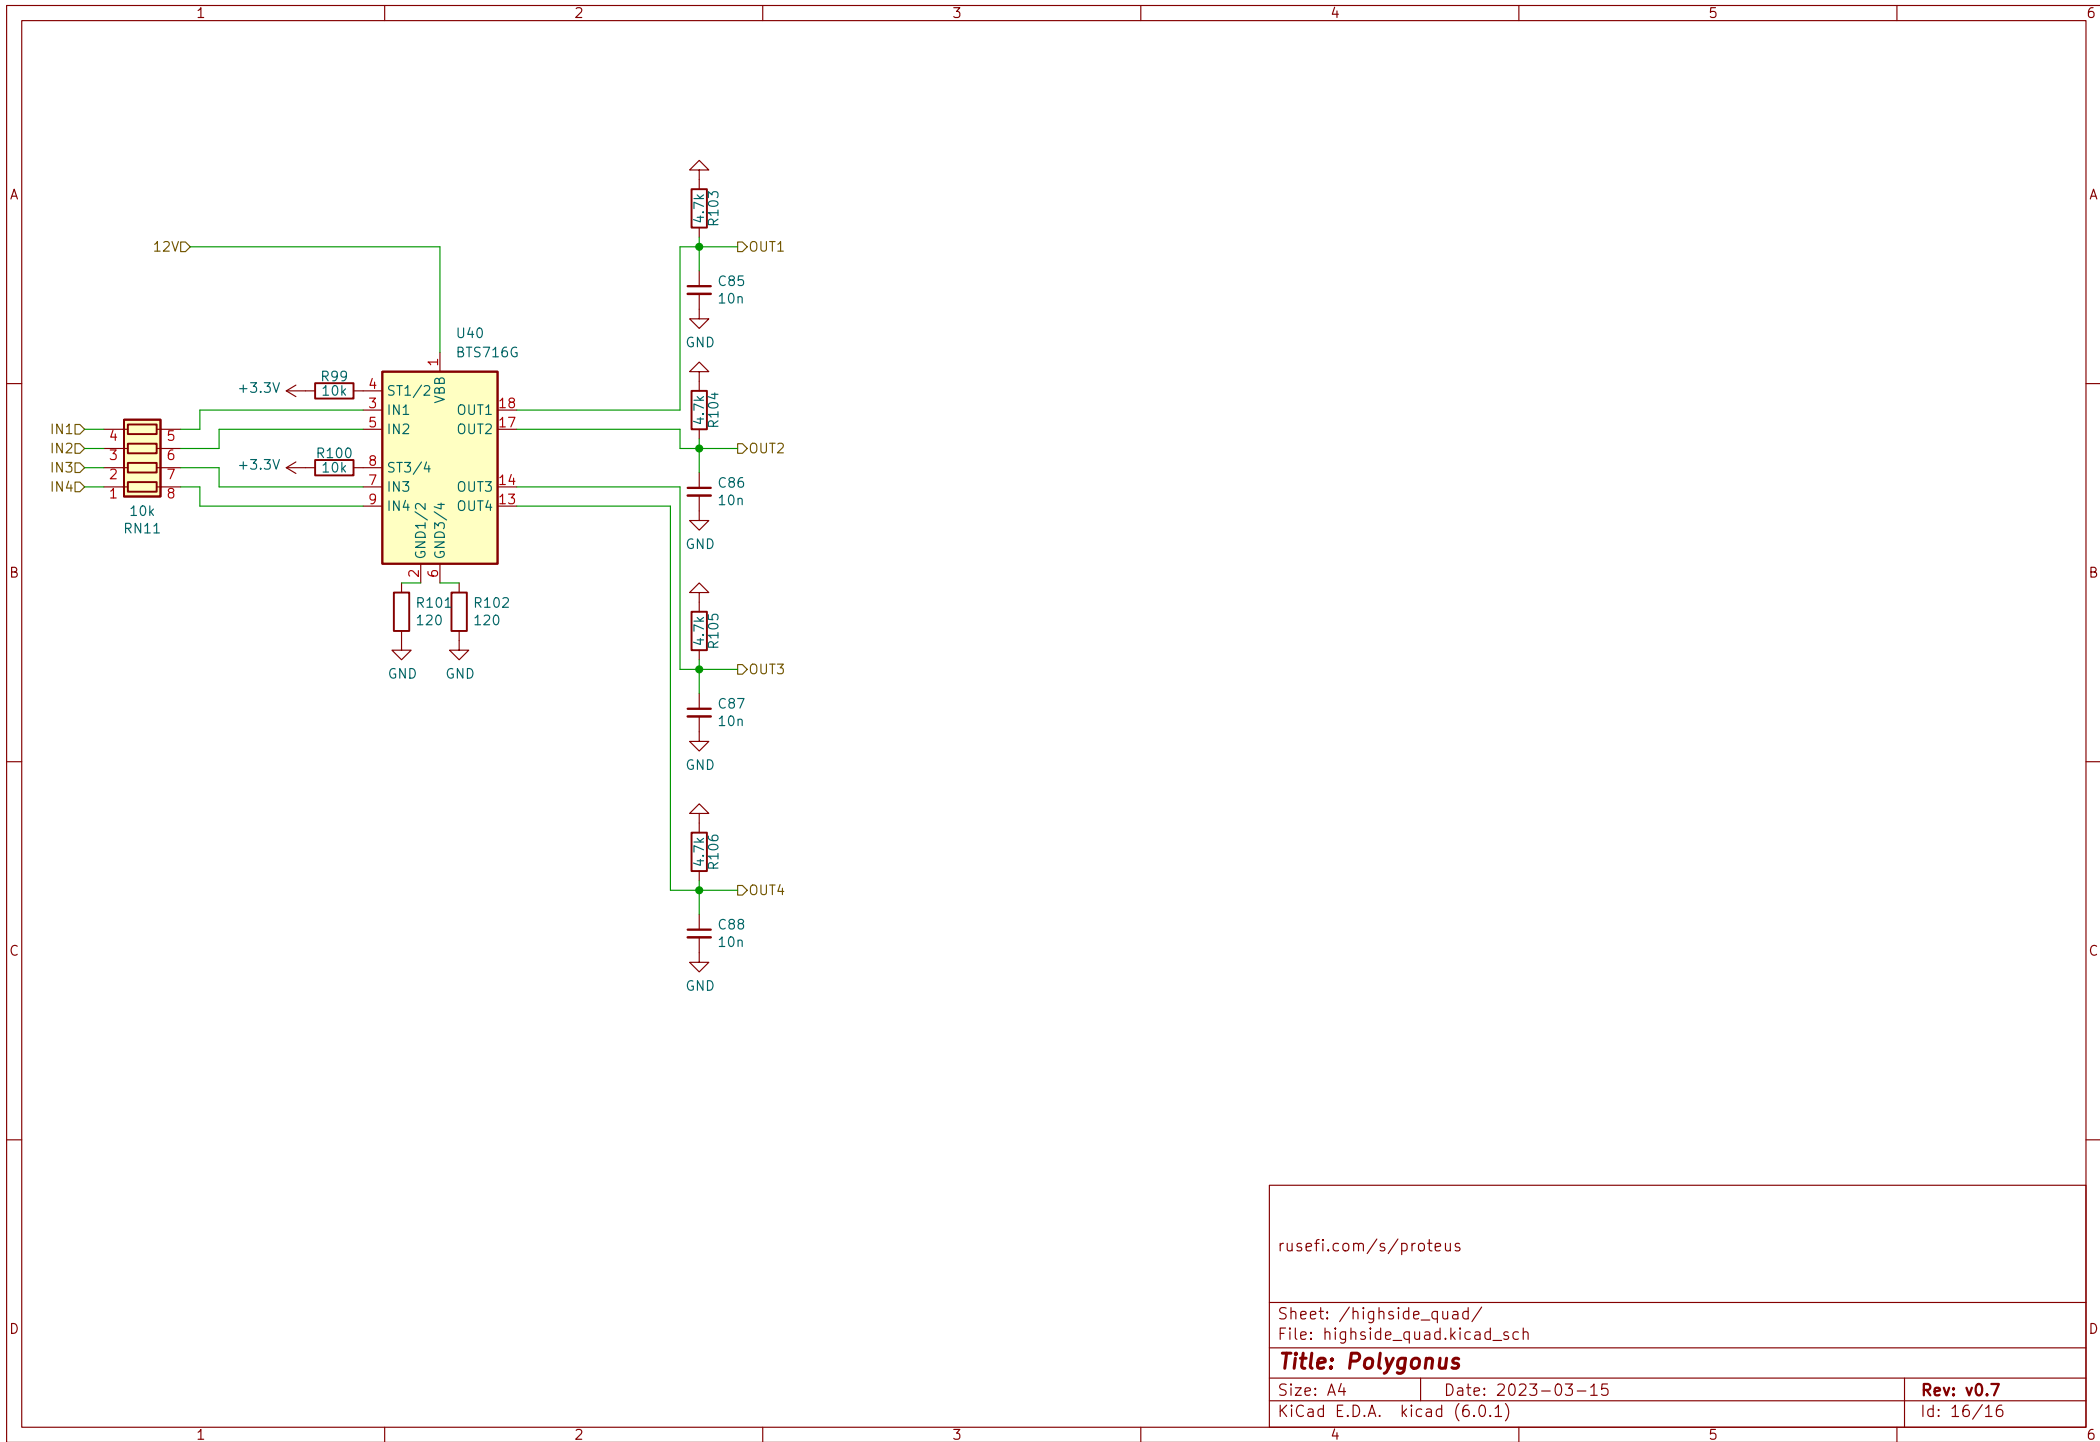 1 2 3 4 5 6
A A
4.7k
R103
12V
OUT1
C85
10n
GND
U40
BTS716G
4.7k
R104
OUT2
C86
10n
GND
+3.3V
R99
10k
+3.3V
R100
10k
1
VBB
4 ST1/2
3 IN1
5 IN2
8 ST3/4
7 IN3
9 IN4
OUT1 18
OUT2 17
OUT3 14
OUT4 13
GND1/2
GND3/4
2 6
IN1 4 5
IN2 3 6
IN3 2 7
IN4 1 8
10k
RN11
B B
R101
120
R102
120
GND GND
4.7k
R105
OUT3
C87
10n
GND
4.7k
R106
OUT4
C88
10n
GND
C C
D D
rusefi.com/s/proteus
Sheet: /highside_quad/
File: highside_quad.kicad_sch
Title: Polygonus
Size: A4 Date: 2023-03-15 Rev: v0.7
KiCad E.D.A. kicad (6.0.1) Id: 16/16
1 2 3 4 5 6